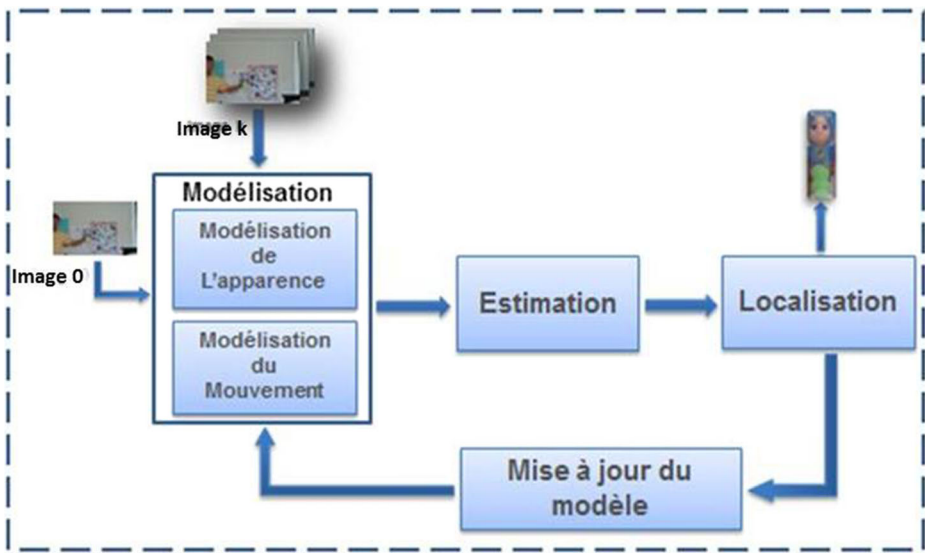 Image k
Modélisation
Modélisation
de
L'apparence
Image 0
Estimation
Localisation
Modélisation
du
Mouvement
Mise à jour du
modèle